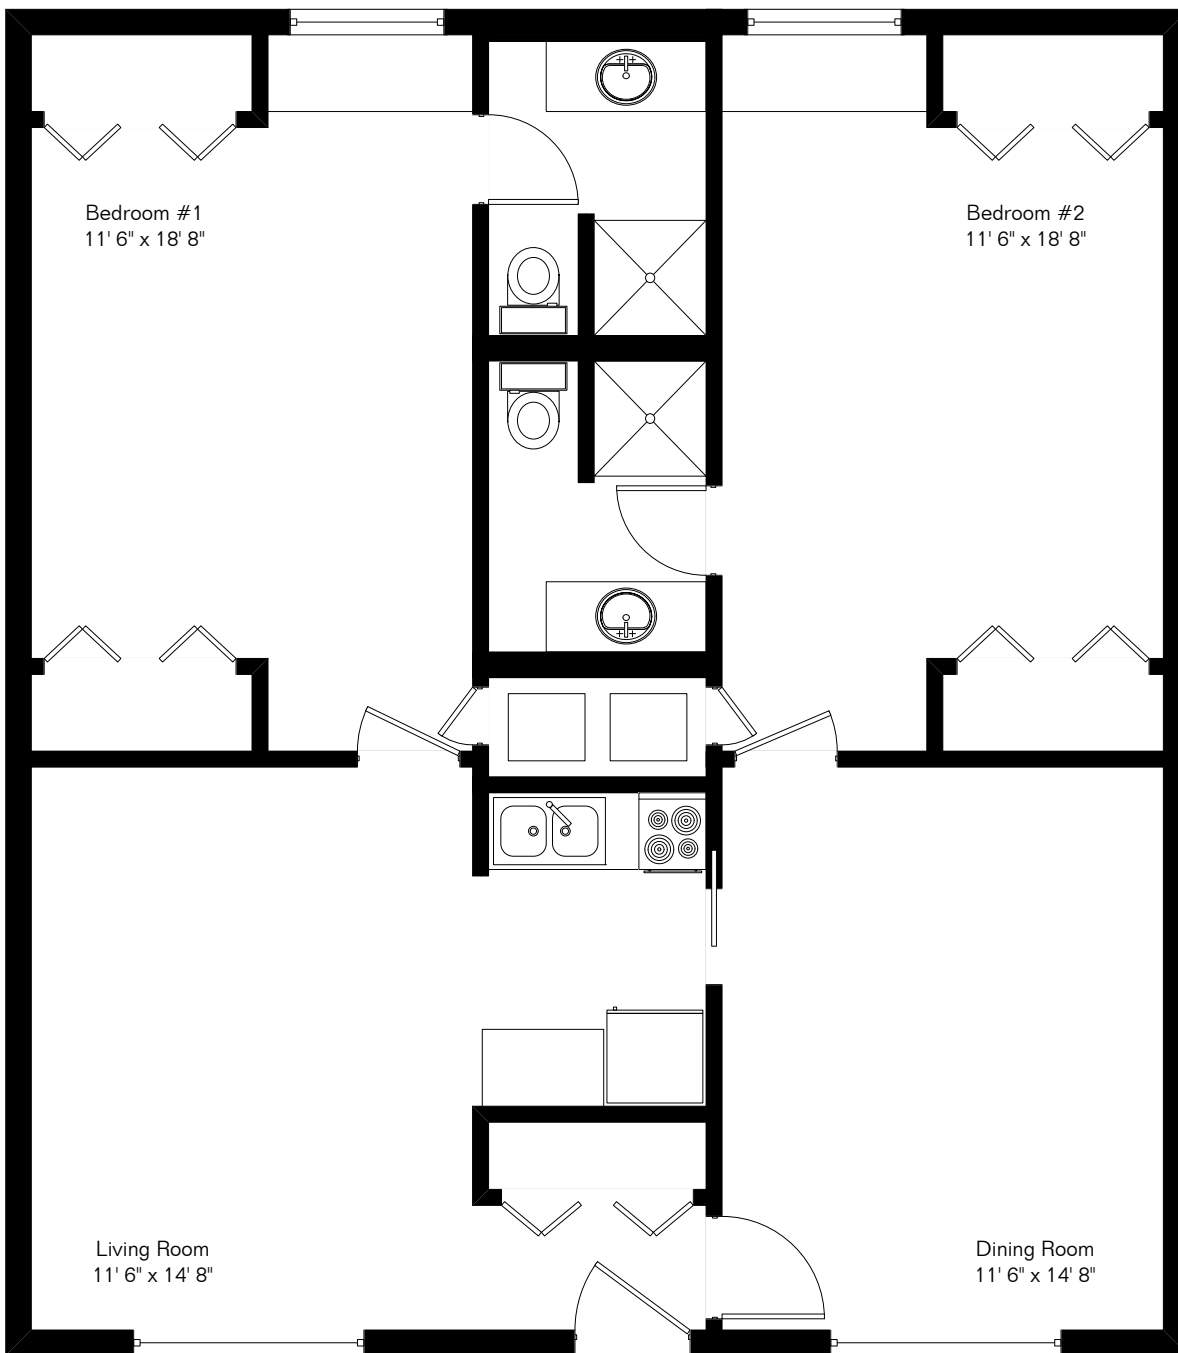 Bedroom #1
11' 6" x 18' 8"
Bedroom #2
11' 6" x 18' 8"
Living Room
11' 6" x 14' 8"
Dining Room
11' 6" x 14' 8"